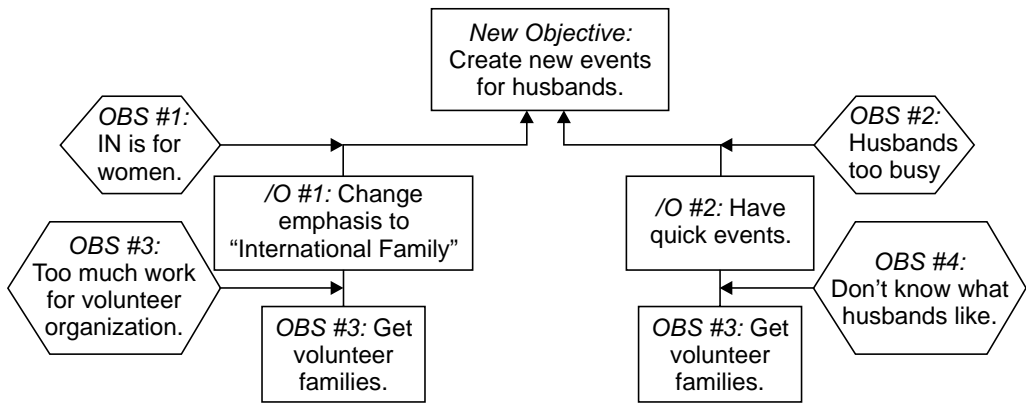 New Objective:
Create new events
for husbands.
OBS #1:
IN is for
women.
OBS #2:
Husbands
too busy
/O #1: Change
emphasis to
“International Family”
/O #2: Have
quick events.
OBS #3:
Too much work
for volunteer
organization.
OBS #4:
Don’t know what
husbands like.
OBS #3: Get
volunteer
families.
OBS #3: Get
volunteer
families.